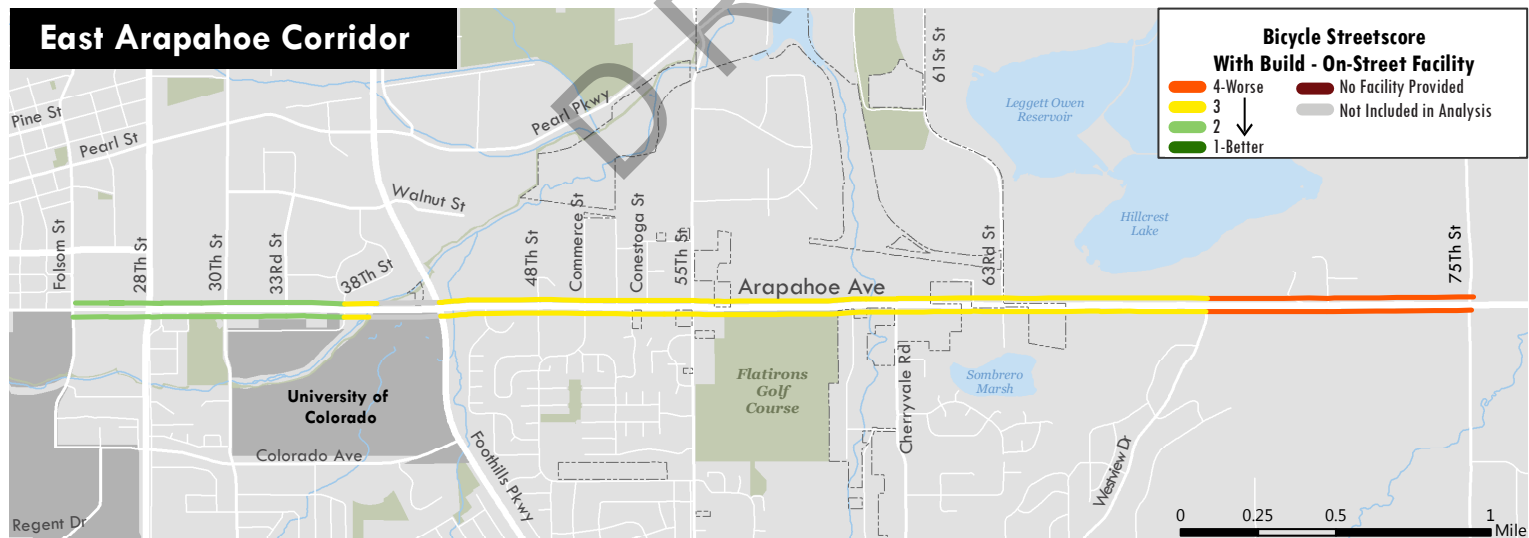 East Arapahoe Corridor
Bicycle Streetscore
With Build - On-Street Facility
4-Worse
3
2
1-Better
No Facility Provided
Not Included in Analysis
Pine St
Pearl St
Pearl Pkwy
61St St
Leggett Owen
Reservoir
Walnut St
Hillcrest
Lake
Folsom St
28Th St
30Th St
33Rd St
38Th St
48Th St
Commerce St
Conestoga St
55Th St
Arapahoe Ave
63Rd St
75Th St
University of
Colorado
Flatirons
Golf
Course
Sombrero
Marsh
Cherryvale Rd
Colorado Ave
Foothills Pkwy
Westview Dr
Regent Dr
0 0.25 0.5 1
Mile